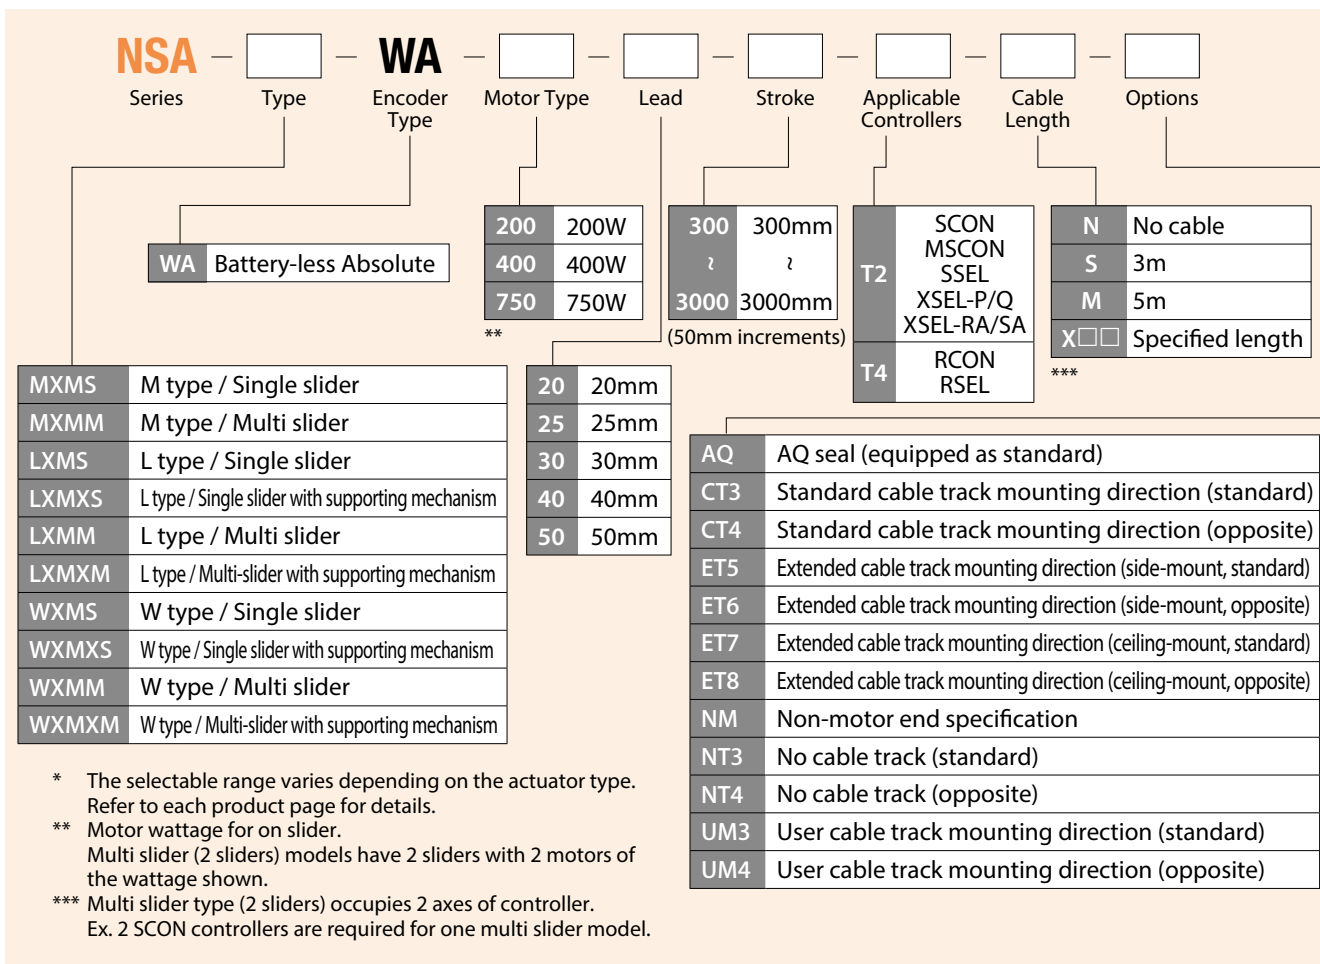 NSA – – WA – – – – – –
Series Type Encoder Type Motor Type Lead Stroke Applicable Controllers Cable Length Options
WA Battery-less Absolute
200 200W
400 400W
750 750W
**
300 300mm
~ ~
3000 3000mm
(50mm increments)
T2 SCON
MSCON
SSEL
XSEL-P/Q
XSEL-RA/SA
T4 RCON
RSEL
N No cable
S 3m
M 5m
X□□ Specified length
***
MXMS M type / Single slider
MXMM M type / Multi slider
LXMS L type / Single slider
LXMXS L type / Single slider with supporting mechanism
LXMM L type / Multi slider
LXMXM L type / Multi-slider with supporting mechanism
WXMS W type / Single slider
WXMXS W type / Single slider with supporting mechanism
WXMM W type / Multi slider
WXMXM W type / Multi-slider with supporting mechanism
20 20mm
25 25mm
30 30mm
40 40mm
50 50mm
AQ AQ seal (equipped as standard)
CT3 Standard cable track mounting direction (standard)
CT4 Standard cable track mounting direction (opposite)
ET5 Extended cable track mounting direction (side-mount, standard)
ET6 Extended cable track mounting direction (side-mount, opposite)
ET7 Extended cable track mounting direction (ceiling-mount, standard)
ET8 Extended cable track mounting direction (ceiling-mount, opposite)
NM Non-motor end specification
NT3 No cable track (standard)
NT4 No cable track (opposite)
UM3 User cable track mounting direction (standard)
UM4 User cable track mounting direction (opposite)
* The selectable range varies depending on the actuator type.
Refer to each product page for details.
** Motor wattage for on slider.
Multi slider (2 sliders) models have 2 sliders with 2 motors of
the wattage shown.
*** Multi slider type (2 sliders) occupies 2 axes of controller.
Ex. 2 SCON controllers are required for one multi slider model.